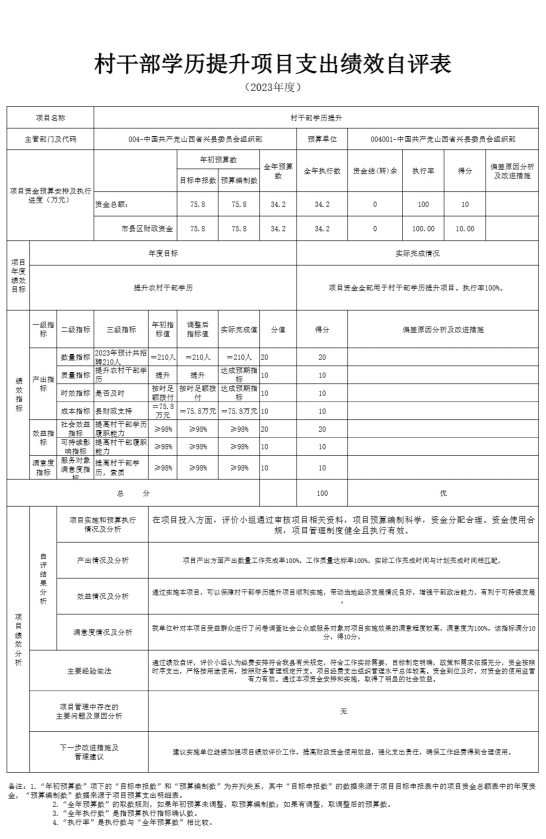 村干部学历提升项目支出绩效自评表
（2023年度）
项目名称 村干部学历提升
主管部门及代码 004-中国共产党山西省兴县委员会组织部 预算单位 004001-中国共产党山西省兴县委员会组织部
项目资金预算安排及执行进度（万元） 年初预算数 全年预算数 全年执行数 资金结(转)余 执行率 得分 偏差原因分析及改进措施
目标申报数 预算编制数
资金总额: 75.8 75.8 34.2 34.2 0 100 10
市县区财政资金 75.8 75.8 34.2 34.2 0 100.00 10.00
项目年度绩效目标 年度目标 实际完成情况
提升农村干部学历 项目资金全部用于村干部学历提升项目。执行率100%。
绩效指标 一级指标 二级指标 三级指标 年初指标值 调整后指标值 实际完成值 分值 得分 偏差原因分析及改进措施
产出指标 数量指标 2023年预计共招聘210人 =210人 =210人 =210人 20 20
质量指标 提升农村干部学历 提升 提升 达成预期指标 10 10
时效指标 是否及时 按时足额拨付 按时足额拨付 达成预期指标 10 10
成本指标 县财政支持 =75.8万元 =75.8万元 =75.8万元 10 10
效益指标 社会效益指标 提高村干部学历履职能力 ≥98% ≥98% ≥98% 20 20
可持续影响指标 提高村干部履职能力 ≥98% ≥98% ≥98% 10 10
满意度指标 服务对象满意度指标 提高村干部学历，素质 ≥98% ≥98% ≥98% 10 10
总 分 100 优
项目绩效分析 自评结果分析 项目实施和预算执行情况及分析 在项目投入方面，评价小组通过审核项目相关资料，项目预算编制科学，资金分配合理。资金使用合规，项目管理制度健全且执行有效。
产出情况及分析 项目产出方面产出数量工作完成率100%，工作质量达标率100%，实际工作完成时间与计划完成时间相匹配。
效益情况及分析 通过实施本项目，可以保障村干部学历提升项目顺利实施，带动当地经济发展情况良好，增强干部政治能力，有利于可持续发展。
满意度情况及分析 我单位针对本项目受益群众进行了问卷调查社会公众或服务对象对项目实施效果的满意程度较高，满意度为100%。该指标满分10分，得10分。
主要经验做法 通过绩效自评，评价小组认为经费安排符合我县有关规定，符合工作实际需要，目标制定明确，政策和需求依据充分，资金按照时序支出，严格按用途使用，按照财务管理规定开支，项目经费支出组织管理水平总体较高，资金到位及时，对资金的使用监管有力有效，通过本项资金安排和实施，取得了明显的社会效益。
项目管理中存在的主要问题及原因分析 无
下一步改进措施及管理建议 建议实施单位继续加强项目绩效评价工作，提高财政资金使用效益，强化支出责任，确保工作经费得到合理使用。
备注：1.“年初预算数”项下的“目标申报数”和“预算编制数”为并列关系，其中“目标申报数”的数据来源于项目目标申报表中的项目资金总额表中的年度资金，“预算编制数”数据来源于项目预算支出明细表。
2.“全年预算数”的取数规则，如果年初预算未调整，取预算编制数；如果有调整，取调整后的预算数。
3.“全年执行数”是指预算执行指标确认数。
4.“执行率”是执行数与“全年预算数”相比较。